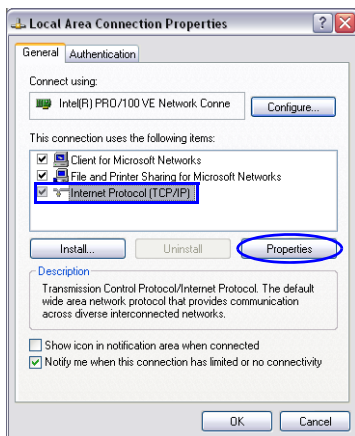 Local Area Connection Properties
General Authentication
Connect using:
Intel(R) PRO/100 VE Network Conne
Configure...
This connection uses the following items:
Client for Microsoft Networks
File and Printer Sharing for Microsoft Networks
Internet Protocol (TCP/IP)
Install... Uninstall Properties
Description
Transmission Control Protocol/Internet Protocol. The default
wide area network protocol that provides communication
across diverse interconnected networks.
Show icon in notification area when connected
Notify me when this connection has limited or no connectivity
OK Cancel